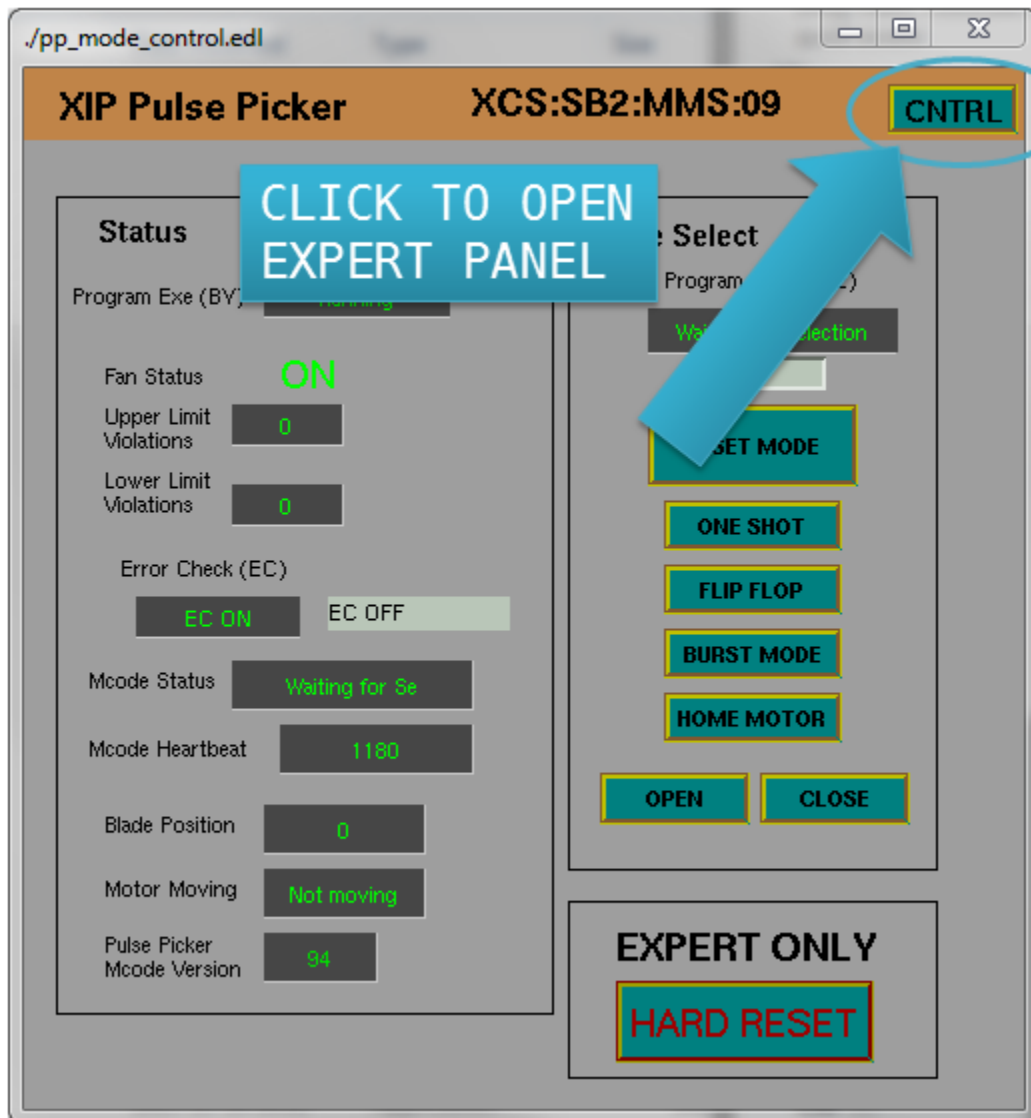 ./pp_mode_control.edl
XIP Pulse Picker
XCS:SB2:MMS:09
CNTRL
CLICK TO OPEN
EXPERT PANEL
Status
Program Exe (BY)
Fan Status
ON
Upper Limit
Violations
0
Lower Limit
Violations
0
Error Check (EC)
EC ON
EC OFF
Mcode Status
Waiting for Se
Mcode Heartbeat
1180
Blade Position
0
Motor Moving
Not moving
Pulse Picker
Mcode Version
94
Select
Program
MODE
ONE SHOT
FLIP FLOP
BURST MODE
HOME MOTOR
OPEN
CLOSE
EXPERT ONLY
HARD RESET